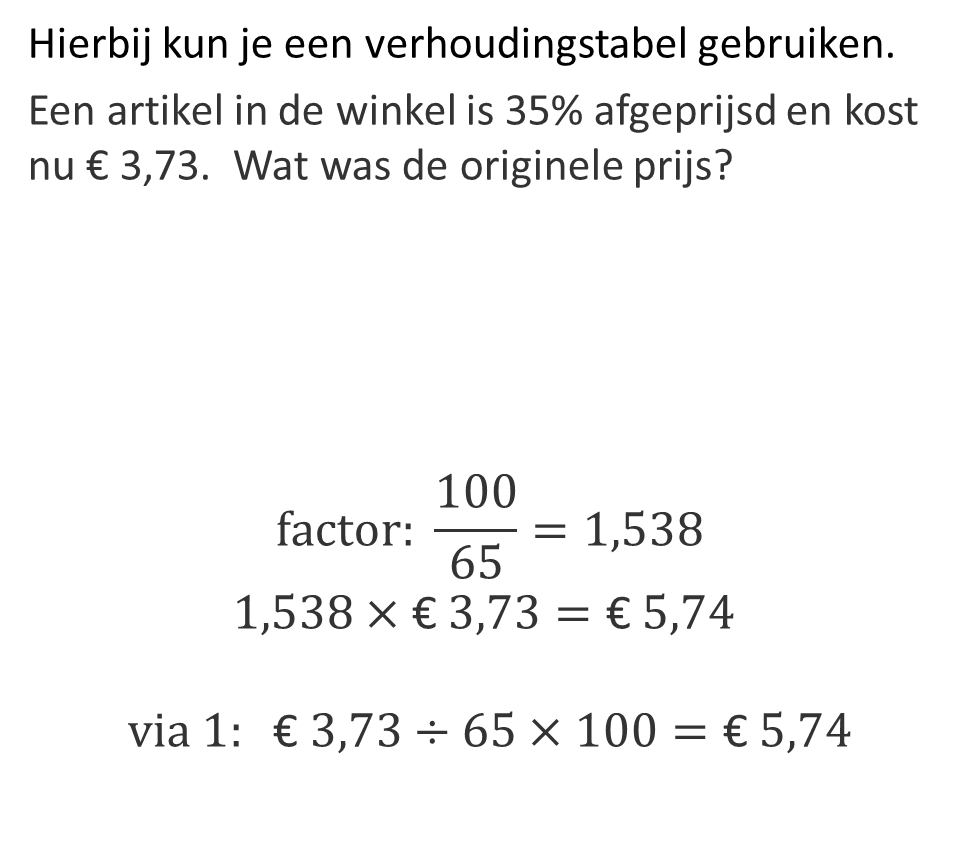 Hierbij kun je een verhoudingstabel gebruiken.
Een artikel in de winkel is 35% afgeprijsd en kost
nu € 3,73. Wat was de originele prijs?
factor: 100/65 = 1,538
1,538 × € 3,73 = € 5,74
via 1: € 3,73 ÷ 65 × 100 = € 5,74